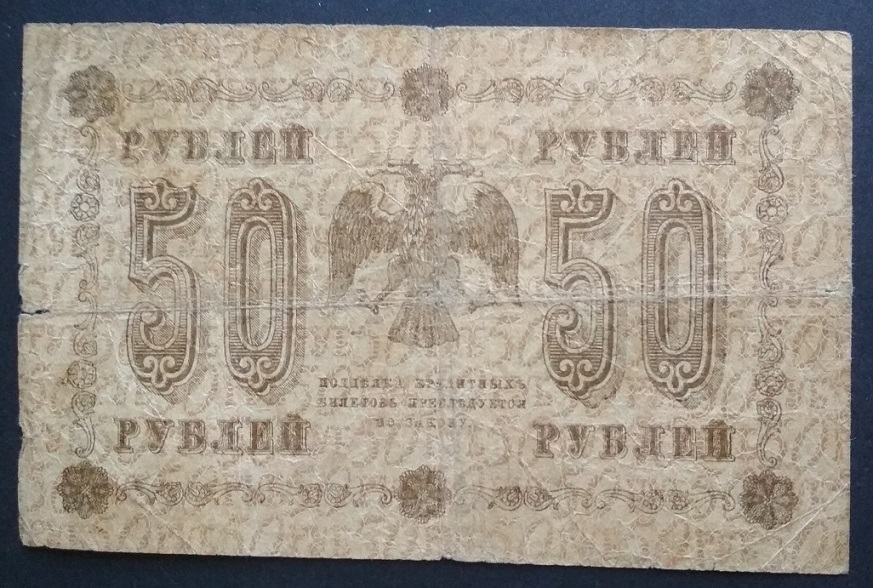 РУБЛЕЙ РУБЛЕЙ
50 50
ПОДДѢЛКА КРЕДИТНЫХЪ
БИЛЕТОВЪ ПРЕСЛѢДУЕТСЯ
ПО ЗАКОНУ.
РУБЛЕЙ РУБЛЕЙ